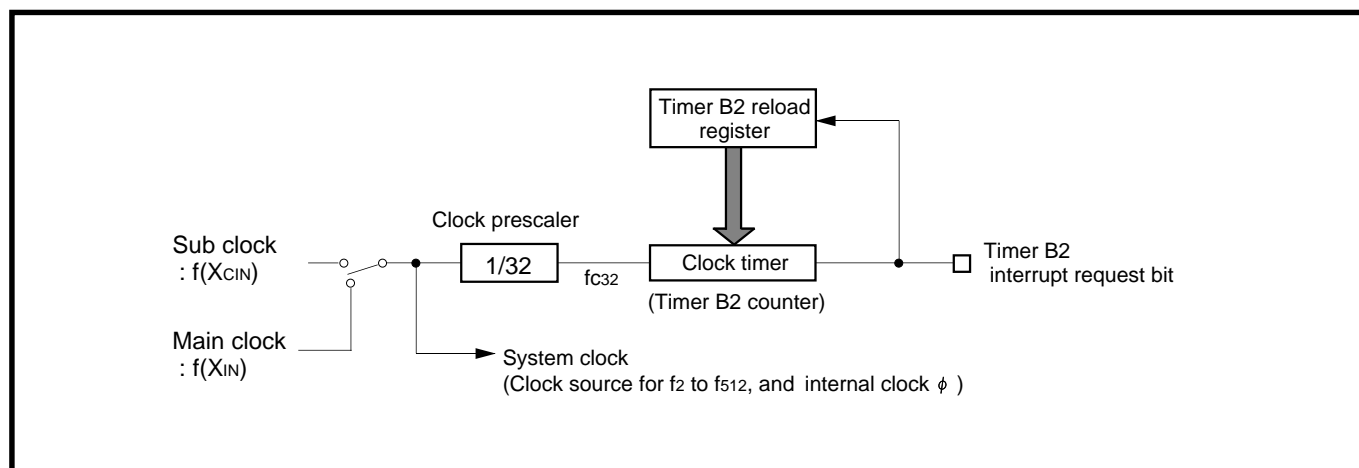 Timer B2 reload
register
Clock prescaler
Sub clock
: f(XCIN)
1/32
fC32
Clock timer
(Timer B2 counter)
Timer B2
interrupt request bit
Main clock
: f(XIN)
System clock
(Clock source for f2 to f512, and internal clock ϕ )